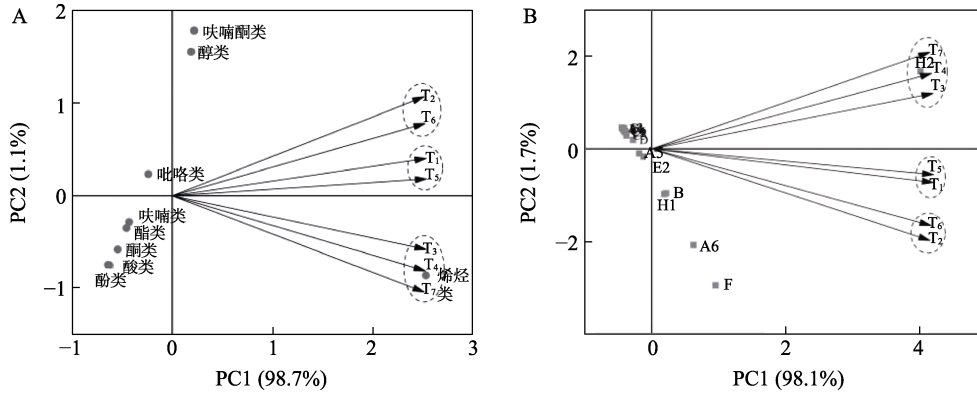 A
2
1
0
−1
−1
0
1
2
3
PC2 (1.1%)
PC1 (98.7%)
呋喃酮类
醇类
吡咯类
呋喃类
酯类
酮类
酸类
酚类
T2
T6
T1
T5
T3
T4
T7
烯烃
类
B
2
0
−2
0
2
4
PC2 (1.7%)
PC1 (98.1%)
T7
H2
T4
T3
T5
T1
T6
T2
A5
E2
B
H1
A6
F